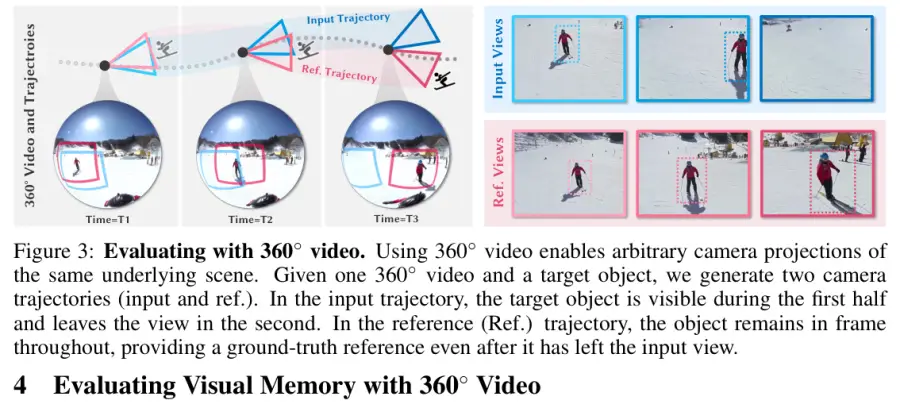 360° Video and Trajectroies
Input Trajectory
Ref. Trajectory
Time=T1
Time=T2
Time=T3
Input Views
Ref. Views
Figure 3: Evaluating with 360° video. Using 360° video enables arbitrary camera projections of
the same underlying scene. Given one 360° video and a target object, we generate two camera
trajectories (input and ref.). In the input trajectory, the target object is visible during the first half
and leaves the view in the second. In the reference (Ref.) trajectory, the object remains in frame
throughout, providing a ground-truth reference even after it has left the input view.
4 Evaluating Visual Memory with 360° Video